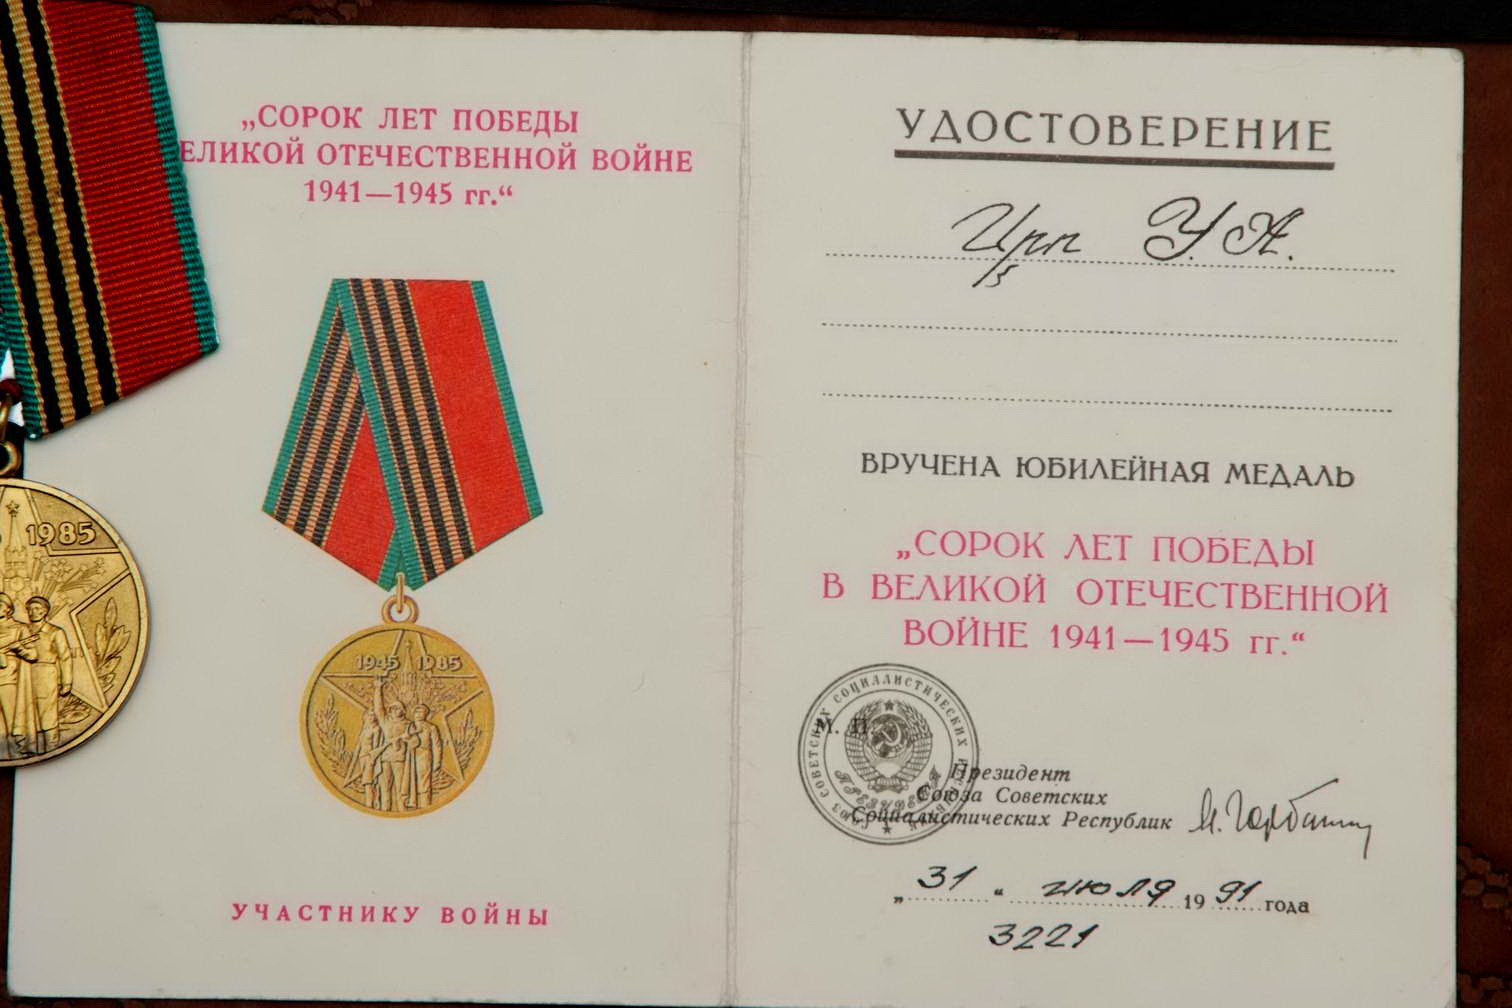 „СОРОК ЛЕТ ПОБЕДЫ
ЕЛИКОЙ ОТЕЧЕСТВЕННОЙ ВОЙНЕ
1941—1945 гг.“
1985
1945 1985
УЧАСТНИКУ ВОЙНЫ
УДОСТОВЕРЕНИЕ
У. А.
ВРУЧЕНА ЮБИЛЕЙНАЯ МЕДАЛЬ
„СОРОК ЛЕТ ПОБЕДЫ
В ВЕЛИКОЙ ОТЕЧЕСТВЕННОЙ
ВОЙНЕ 1941—1945 гг.“
М. П.
Президент
Союза Советских
Социалистических Республик
„31“ июля 1991 года
3221